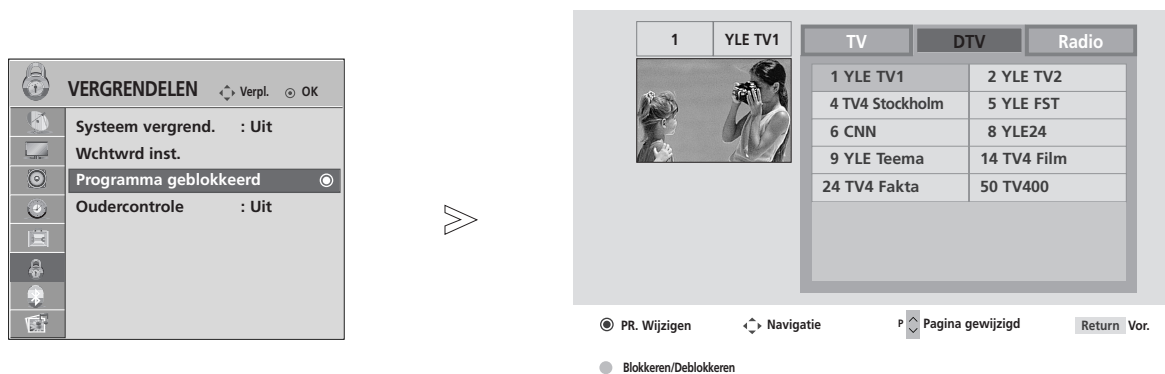 VERGRENDELEN Verpl. OK
Systeem vergrend. : Uit
Wchtwrd inst.
Programma geblokkeerd
Oudercontrole : Uit
1 YLE TV1
TV DTV Radio
1 YLE TV1 2 YLE TV2
4 TV4 Stockholm 5 YLE FST
6 CNN 8 YLE24
9 YLE Teema 14 TV4 Film
24 TV4 Fakta 50 TV400
PR. Wijzigen Navigatie P Pagina gewijzigd Return Vor.
Blokkeren/Deblokkeren